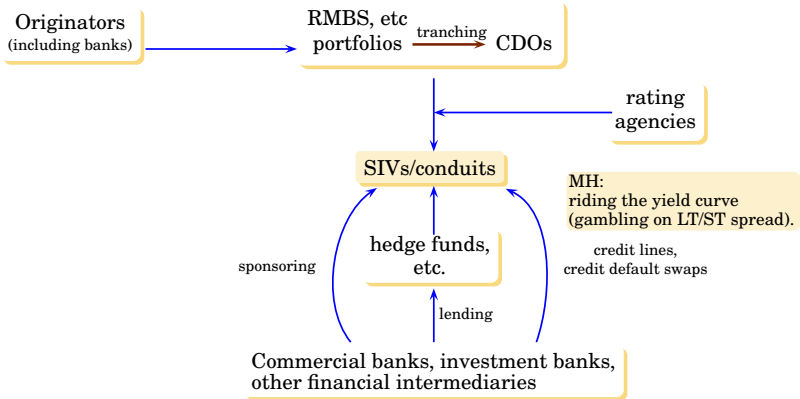 Originators
(including banks)
RMBS, etc
portfolios
tranching
CDOs
rating
agencies
SIVs/conduits
MH:
riding the yield curve
(gambling on LT/ST spread).
hedge funds,
etc.
sponsoring
credit lines,
credit default swaps
lending
Commercial banks, investment banks,
other financial intermediaries